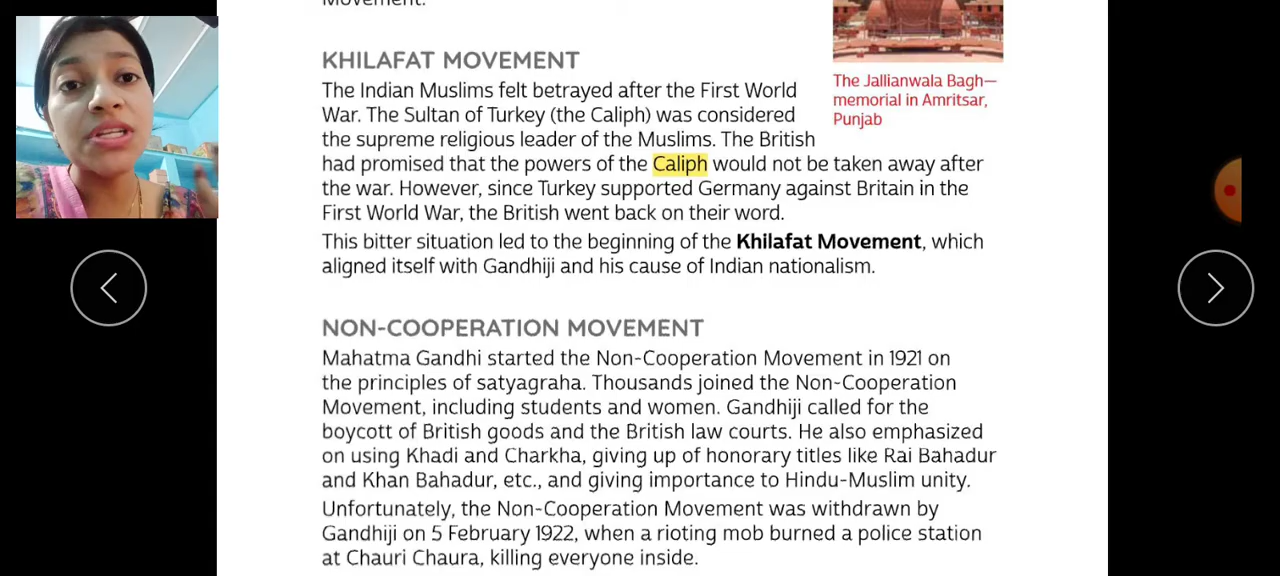 Movement.
KHILAFAT MOVEMENT
The Indian Muslims felt betrayed after the First World
War. The Sultan of Turkey (the Caliph) was considered
the supreme religious leader of the Muslims. The British
had promised that the powers of the Caliph would not be taken away after
the war. However, since Turkey supported Germany against Britain in the
First World War, the British went back on their word.
This bitter situation led to the beginning of the Khilafat Movement, which
aligned itself with Gandhiji and his cause of Indian nationalism.
The Jallianwala Bagh—
memorial in Amritsar,
Punjab
NON-COOPERATION MOVEMENT
Mahatma Gandhi started the Non-Cooperation Movement in 1921 on
the principles of satyagraha. Thousands joined the Non-Cooperation
Movement, including students and women. Gandhiji called for the
boycott of British goods and the British law courts. He also emphasized
on using Khadi and Charkha, giving up of honorary titles like Rai Bahadur
and Khan Bahadur, etc., and giving importance to Hindu-Muslim unity.
Unfortunately, the Non-Cooperation Movement was withdrawn by
Gandhiji on 5 February 1922, when a rioting mob burned a police station
at Chauri Chaura, killing everyone inside.